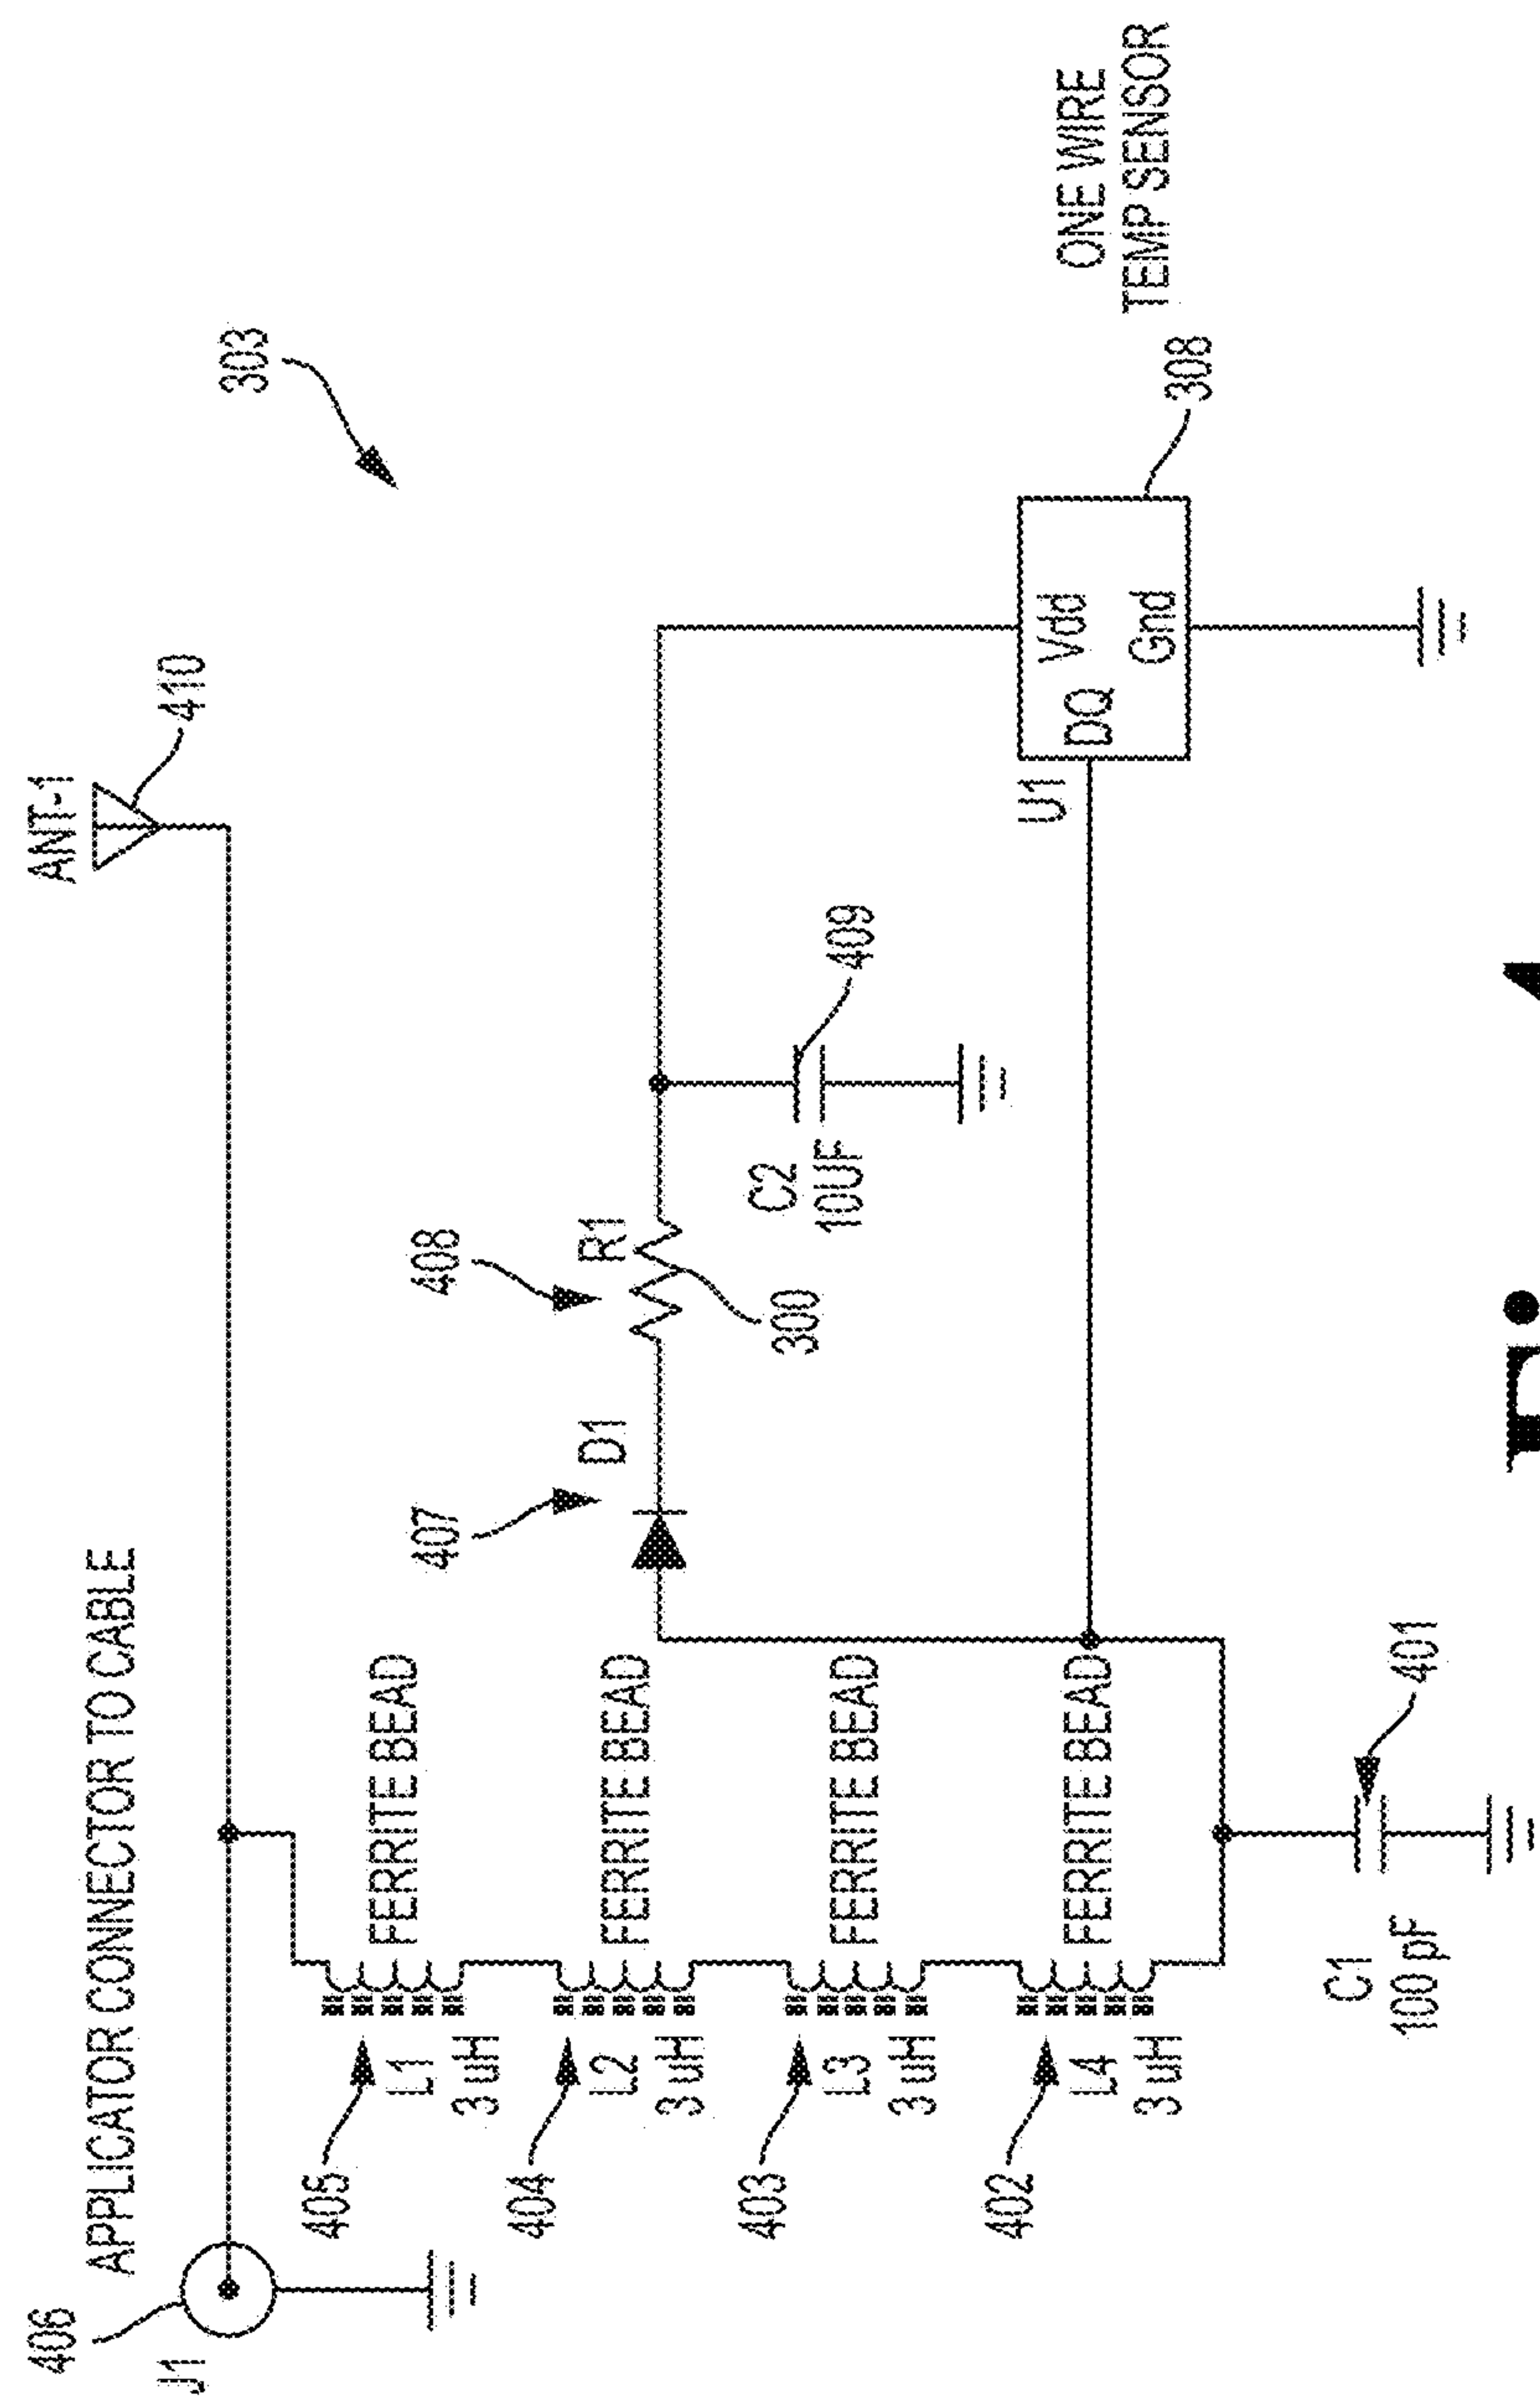 406
J1
APPLICATOR CONNECTOR TO CABLE
ANT-1
410
303
405
L1
3 uH
FERRITE BEAD
404
L2
3 uH
FERRITE BEAD
403
L3
3 uH
FERRITE BEAD
402
L4
3 uH
FERRITE BEAD
407
D1
408
R1
300
C2
10UF
409
U1
DQ
Vdd
Gnd
308
ONE WIRE
TEMP SENSOR
C1
100 pF
401